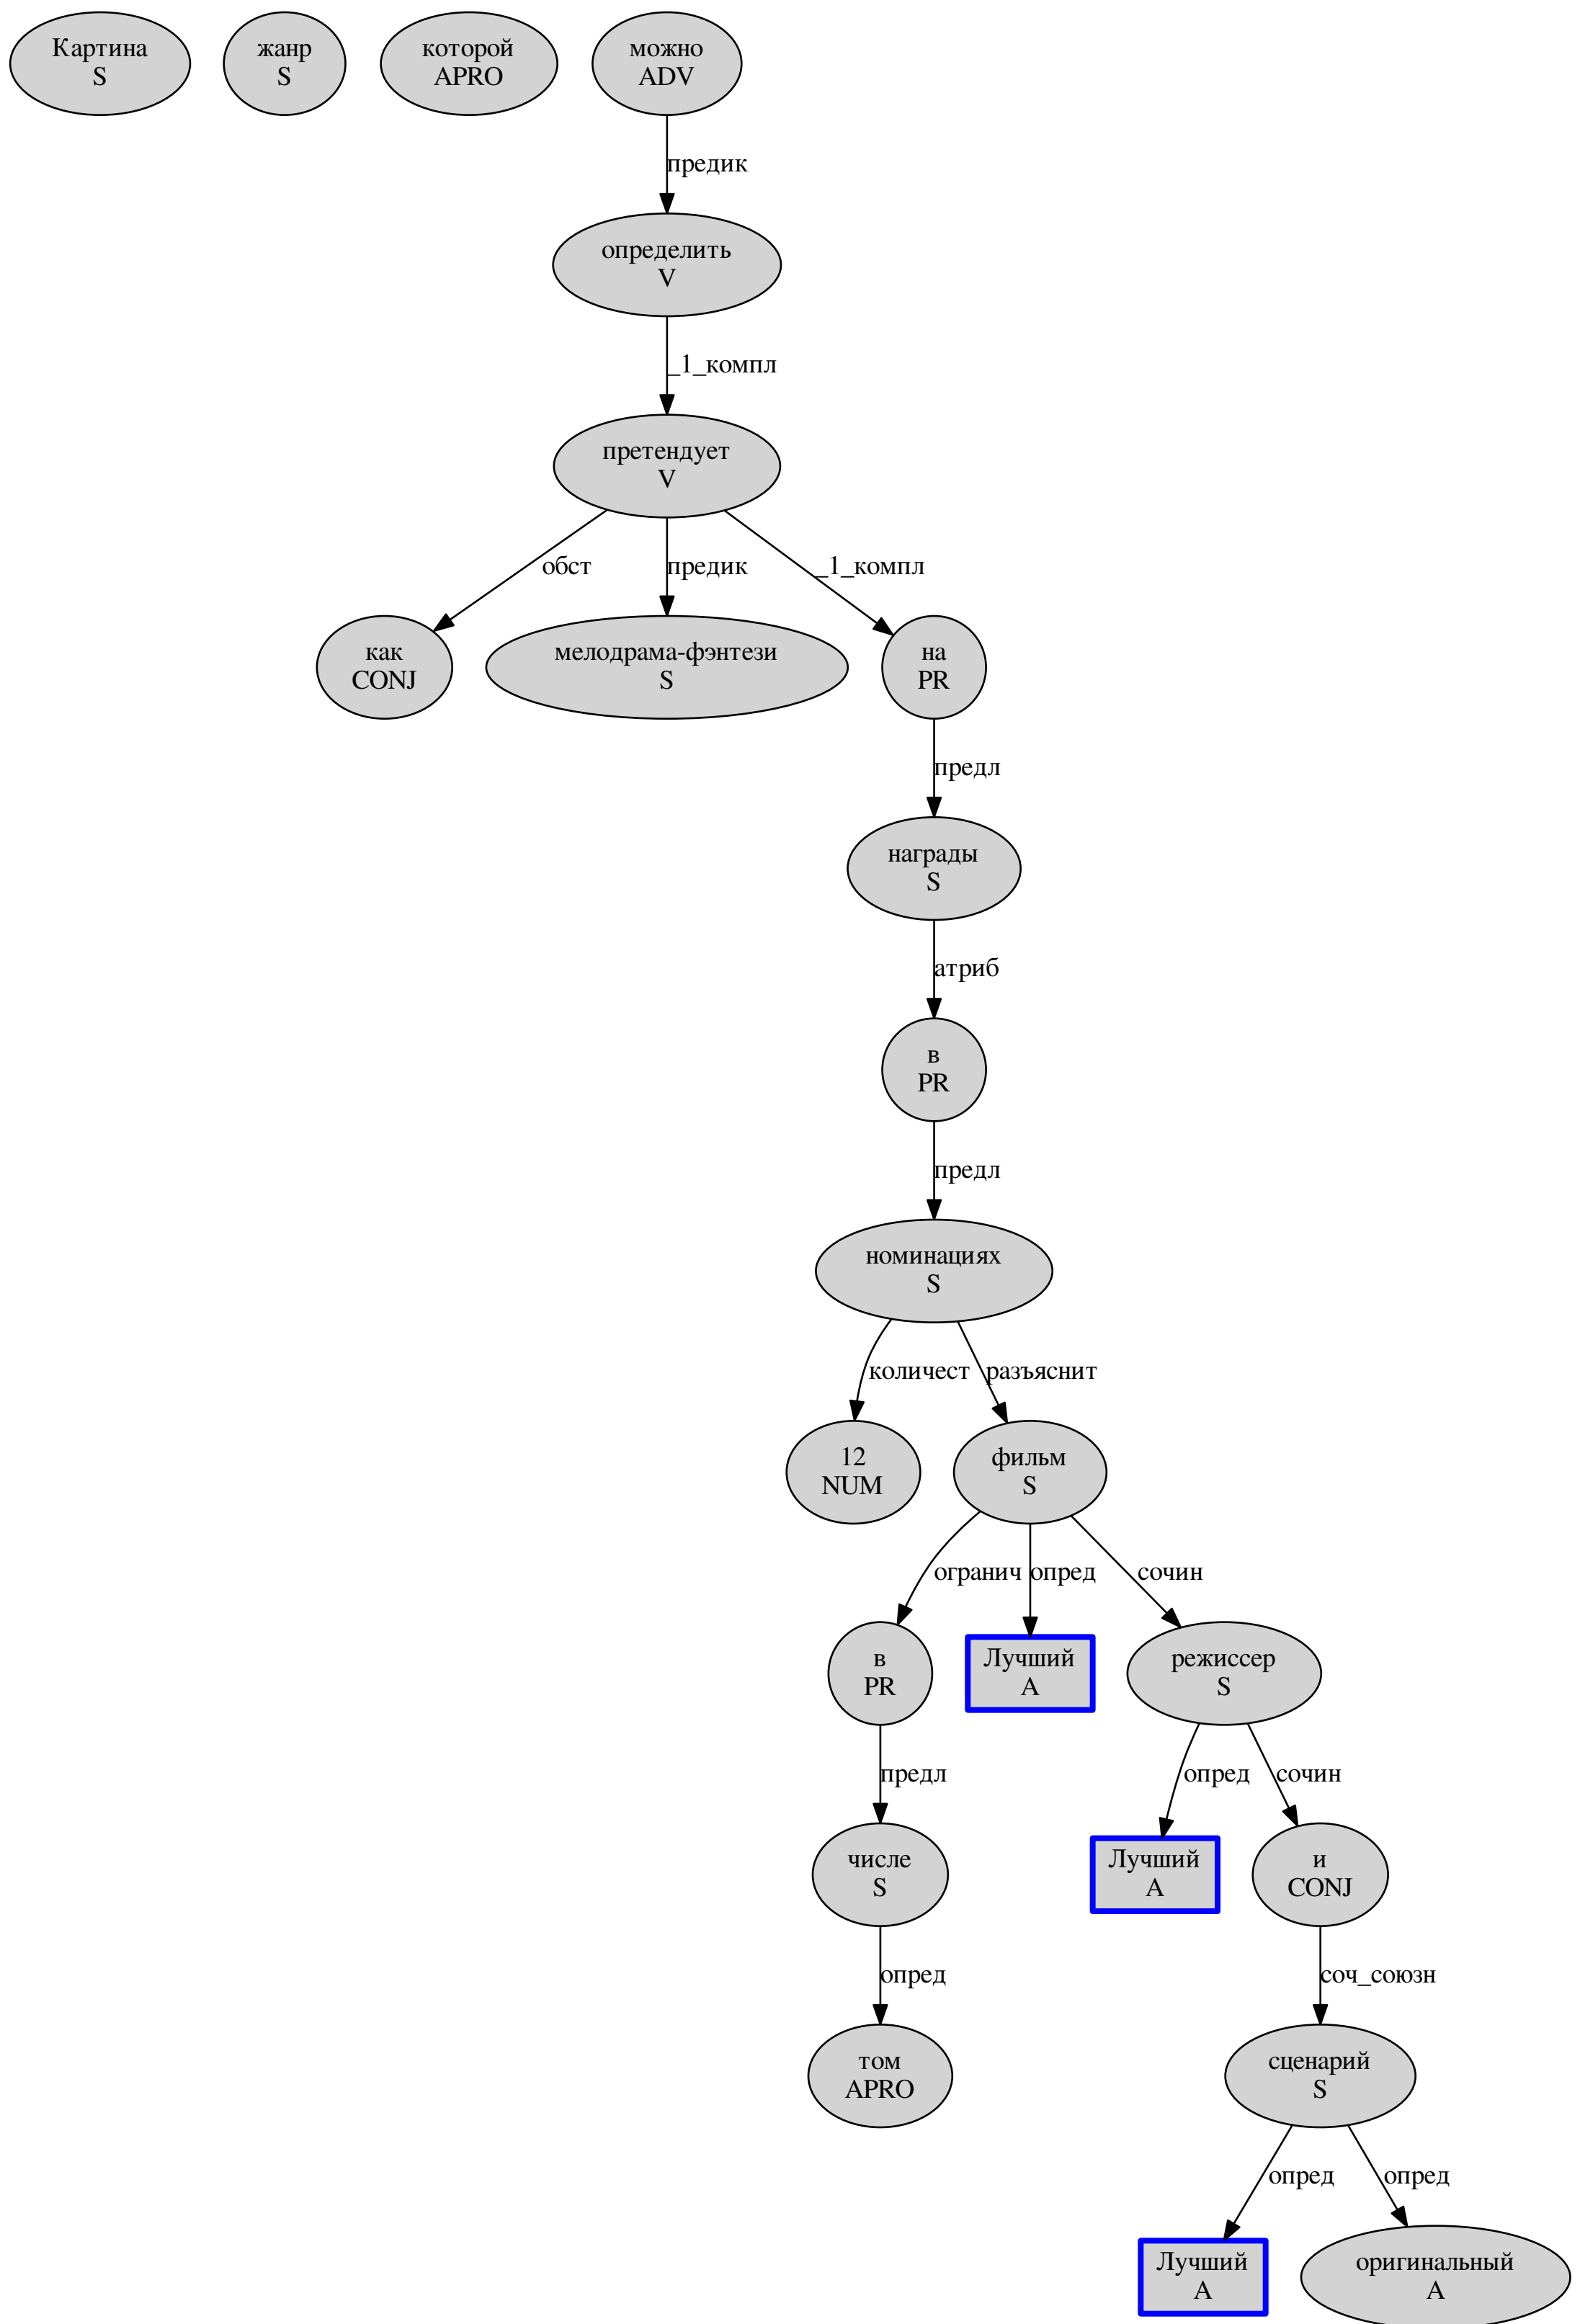 Картина
S
жанр
S
которой
APRO
можно
ADV
предик
определить
V
_1_компл
претендует
V
обст
предик
_1_компл
как
CONJ
мелодрама-фэнтези
S
на
PR
предл
награды
S
атриб
в
PR
предл
номинациях
S
количест
разъяснит
12
NUM
фильм
S
огранич
опред
сочин
в
PR
Лучший
A
режиссер
S
предл
опред
сочин
числе
S
Лучший
A
и
CONJ
опред
соч_союзн
том
APRO
сценарий
S
опред
опред
Лучший
A
оригинальный
A